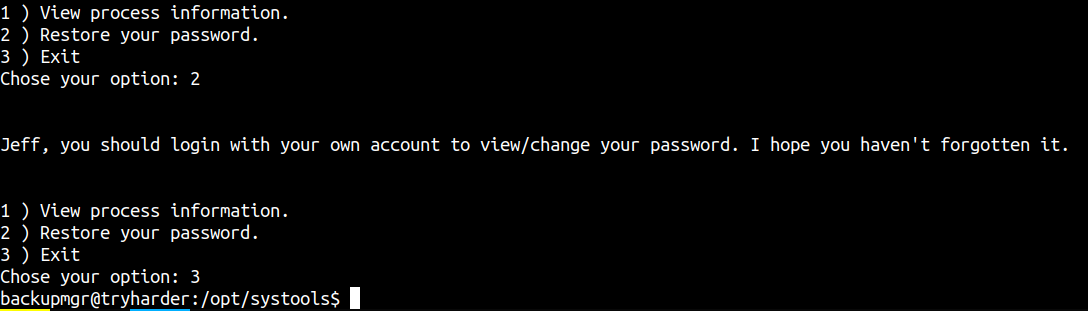 1 ) View process information.
2 ) Restore your password.
3 ) Exit
Chose your option: 2
Jeff, you should login with your own account to view/change your password. I hope you haven't forgotten it.
1 ) View process information.
2 ) Restore your password.
3 ) Exit
Chose your option: 3
backupmgr@tryharder:/opt/systools$